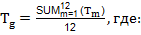 T_g = SUM_{m=1}^{12}(T_m) / 12, где: